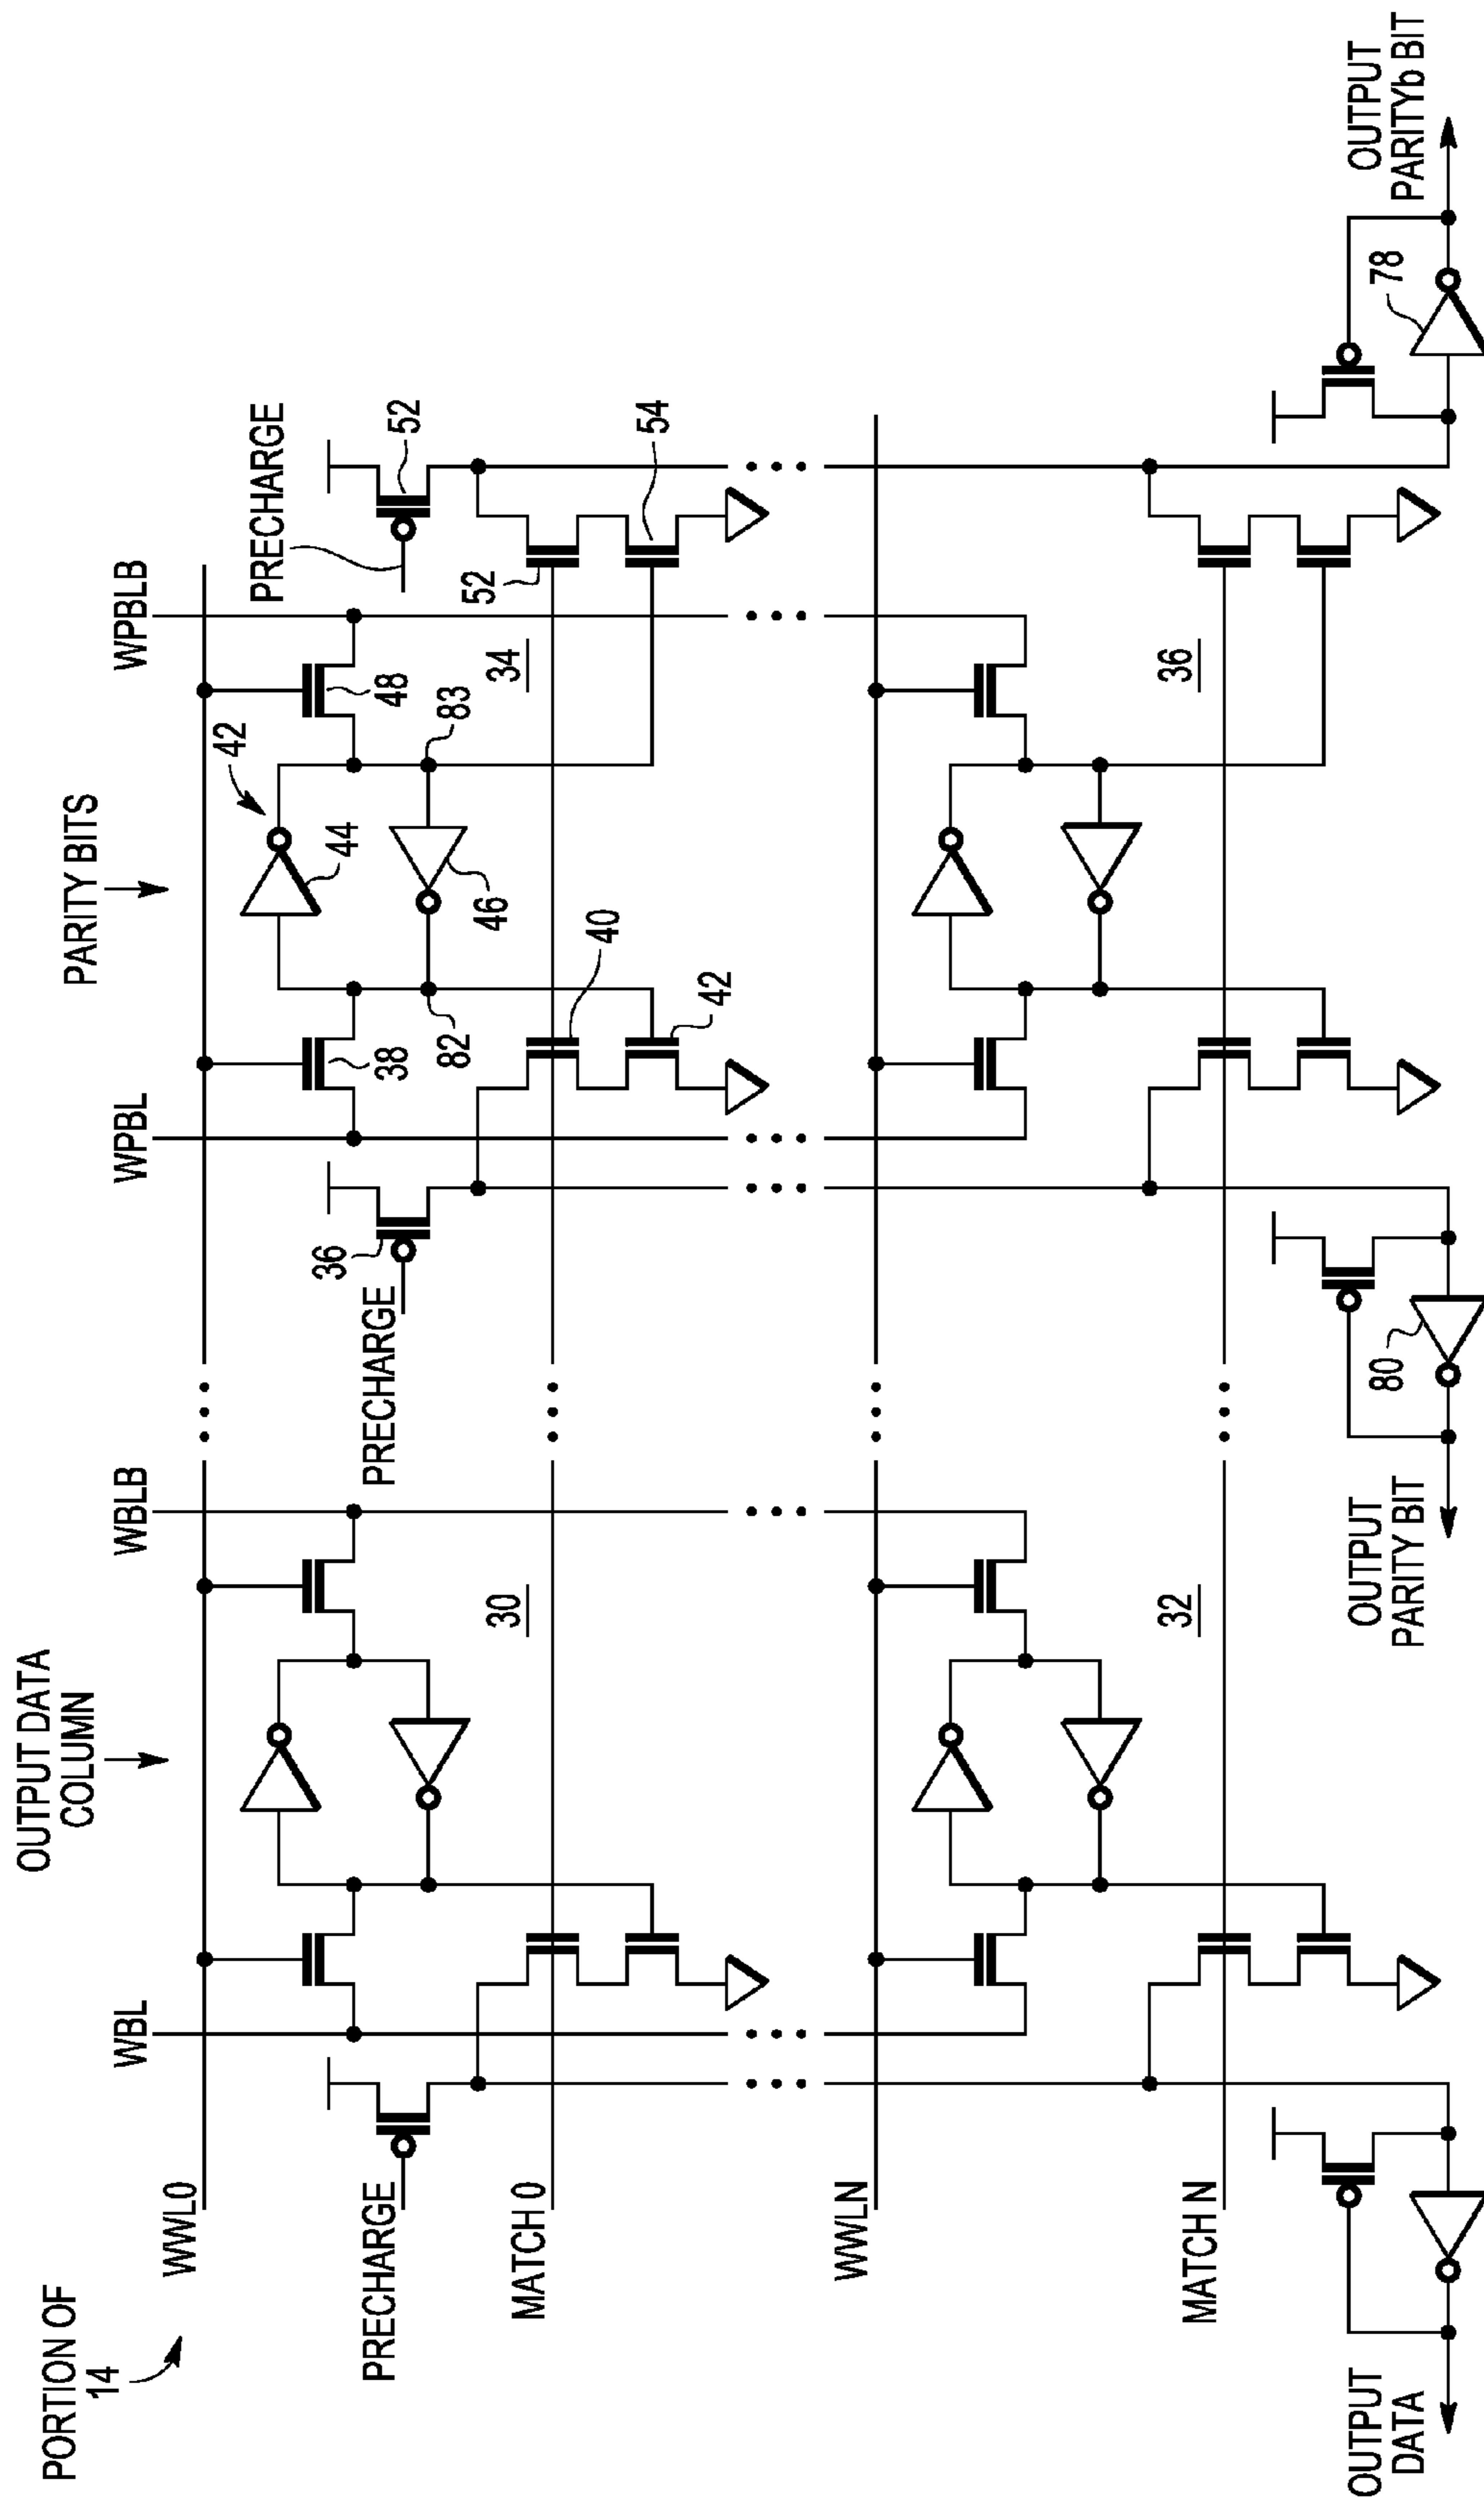 PORTION OF
14
OUTPUT DATA
COLUMN
PARITY BITS
WBL
WBLB
WPBL
WPBLB
WWL0
42
PRECHARGE
PRECHARGE
36
38
44
48
PRECHARGE
52
82
83
46
MATCH 0
30
40
34
52
42
54
WWLN
MATCH N
32
36
OUTPUT
DATA
OUTPUT
PARITY BIT
80
78
OUTPUT
PARITYb BIT